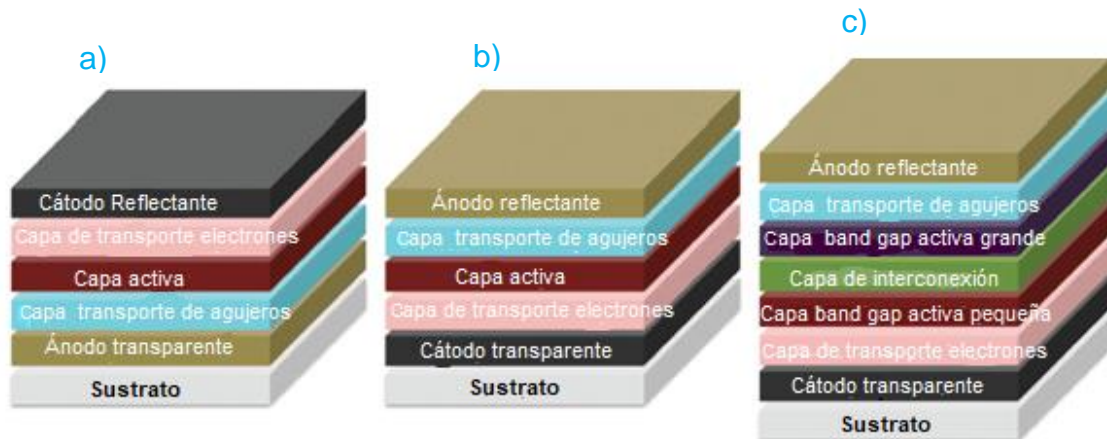 a)
Cátodo Reflectante
Capa de transporte electrones
Capa activa
Capa transporte de agujeros
Ánodo transparente
Sustrato
b)
Ánodo reflectante
Capa transporte de agujeros
Capa activa
Capa de transporte electrones
Cátodo transparente
Sustrato
c)
Ánodo reflectante
Capa transporte de agujeros
Capa band gap activa grande
Capa de interconexión
Capa band gap activa pequeña
Capa de transporte electrones
Cátodo transparente
Sustrato